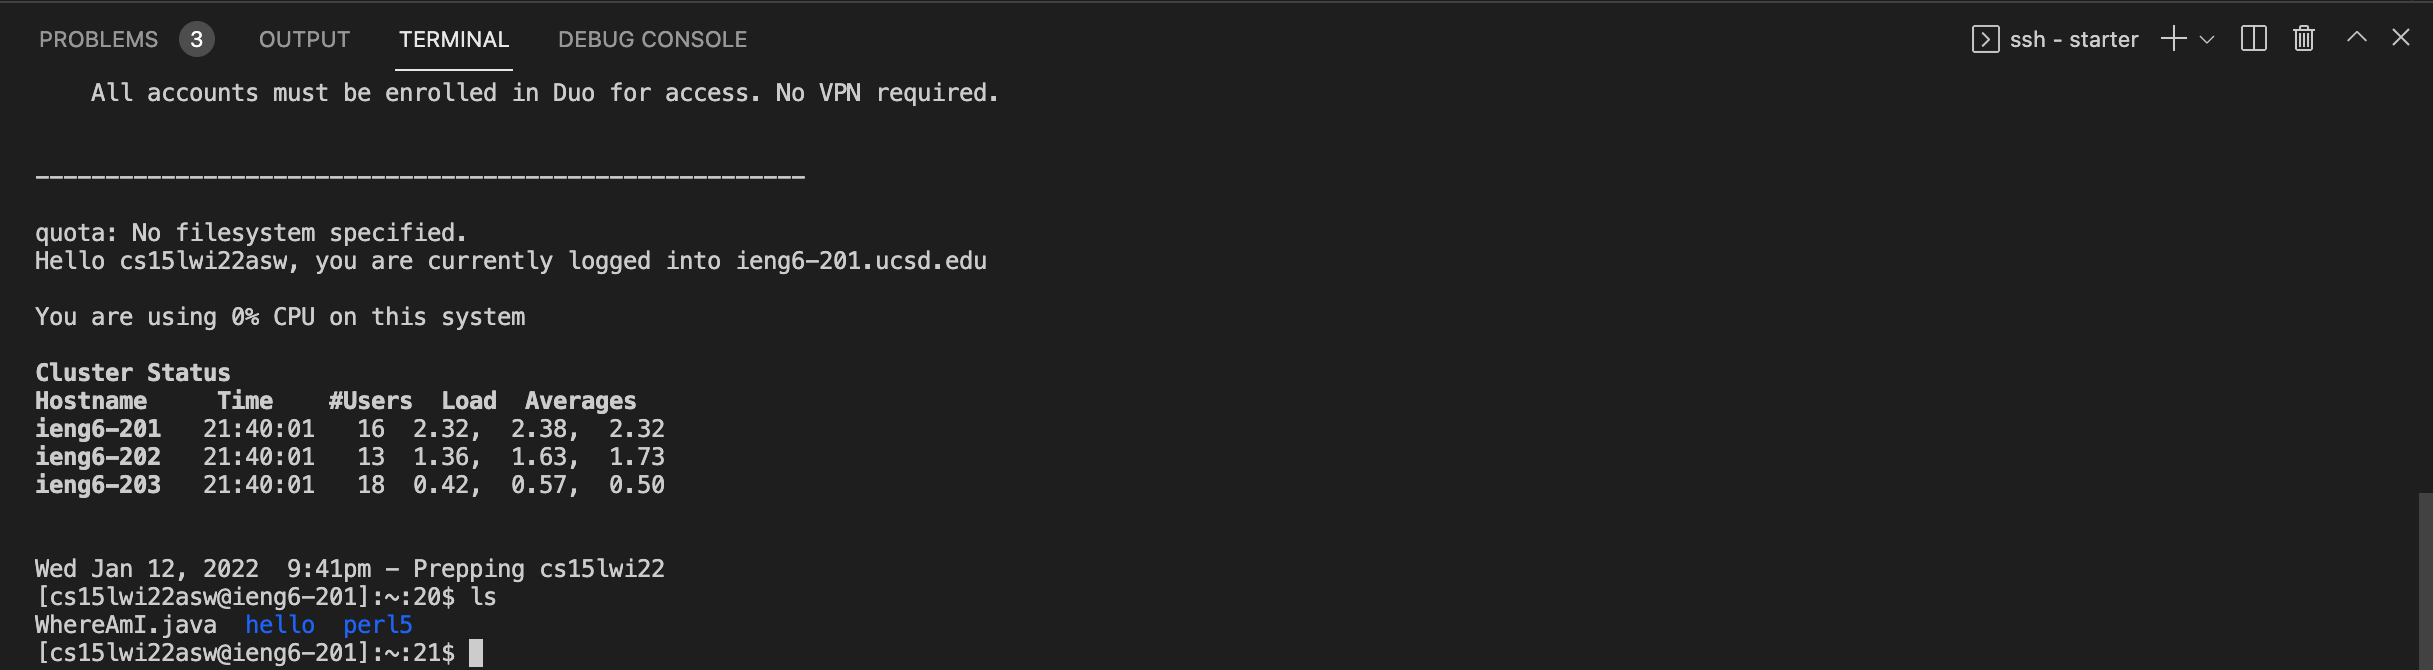 PROBLEMS 3 OUTPUT TERMINAL DEBUG CONSOLE ssh - starter
All accounts must be enrolled in Duo for access. No VPN required.
_______________________________________________________
quota: No filesystem specified.
Hello cs15lwi22asw, you are currently logged into ieng6-201.ucsd.edu
You are using 0% CPU on this system
Cluster Status
Hostname     Time    #Users  Load  Averages
ieng6-201   21:40:01   16  2.32,  2.38,  2.32
ieng6-202   21:40:01   13  1.36,  1.63,  1.73
ieng6-203   21:40:01   18  0.42,  0.57,  0.50
Wed Jan 12, 2022  9:41pm - Prepping cs15lwi22
[cs15lwi22asw@ieng6-201]:~:20$ ls
WhereAmI.java  hello  perl5
[cs15lwi22asw@ieng6-201]:~:21$